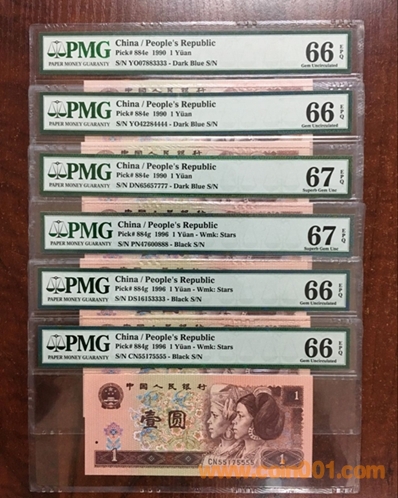 PMG
PAPER MONEY GUARANTY
China / People's Republic
Pick# 884e 1990 1 Yüan
S/N YO07883333 - Dark Blue S/N
66 EPQ
Gem Uncirculated
PMG
PAPER MONEY GUARANTY
China / People's Republic
Pick# 884e 1990 1 Yüan
S/N YO42284444 - Dark Blue S/N
66 EPQ
Gem Uncirculated
PMG
PAPER MONEY GUARANTY
China / People's Republic
Pick# 884e 1990 1 Yüan
S/N DN65657777 - Dark Blue S/N
67 EPQ
Superb Gem Unc
PMG
PAPER MONEY GUARANTY
China / People's Republic
Pick# 884g 1996 1 Yüan - Wmk: Stars
S/N PN47600888 - Black S/N
67 EPQ
Superb Gem Unc
PMG
PAPER MONEY GUARANTY
China / People's Republic
Pick# 884g 1996 1 Yüan - Wmk: Stars
S/N DS16153333 - Black S/N
66 EPQ
Gem Uncirculated
PMG
PAPER MONEY GUARANTY
China / People's Republic
Pick# 884g 1996 1 Yüan - Wmk: Stars
S/N CN55175555 - Black S/N
66 EPQ
Gem Uncirculated
中国人民银行
壹圆
1
1
CN55175555
www.coin001.com